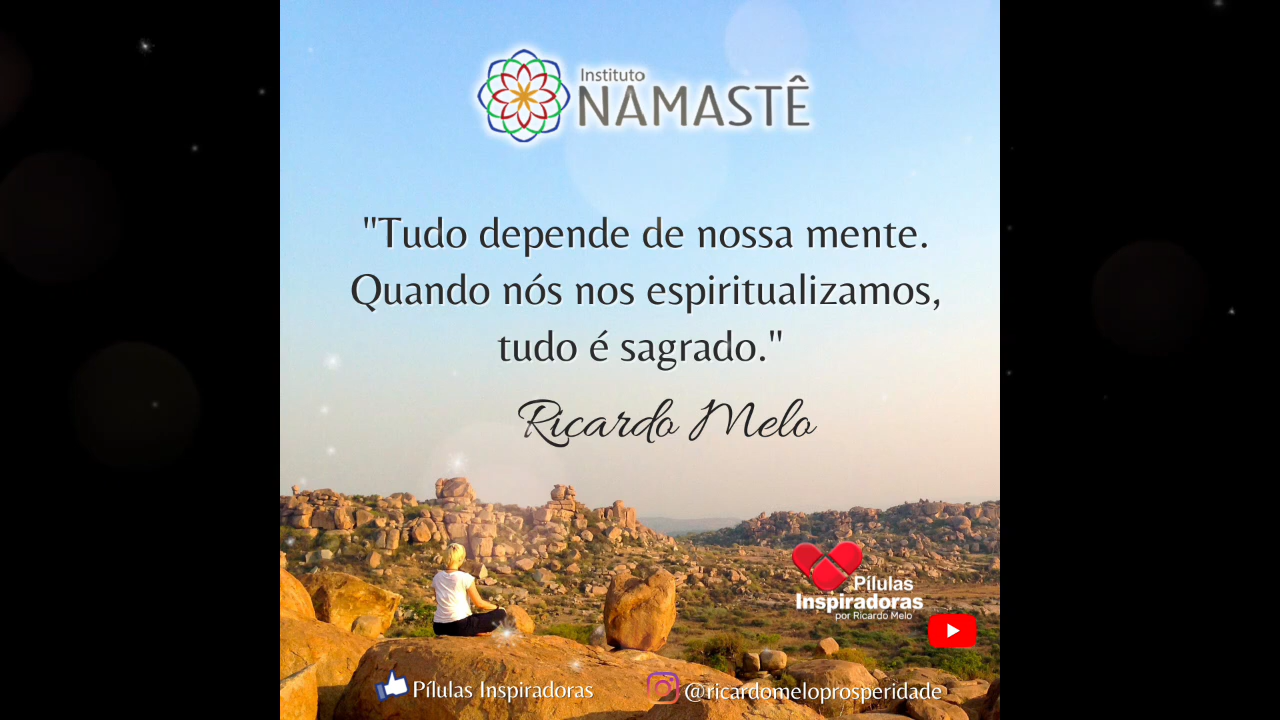 Instituto
NAMASTÊ
"Tudo depende de nossa mente.
Quando nós nos espiritualizamos,
tudo é sagrado."
Ricardo Melo
Pílulas
Inspiradoras
por Ricardo Melo
Pílulas Inspiradoras
@ricardomeloprosperidade